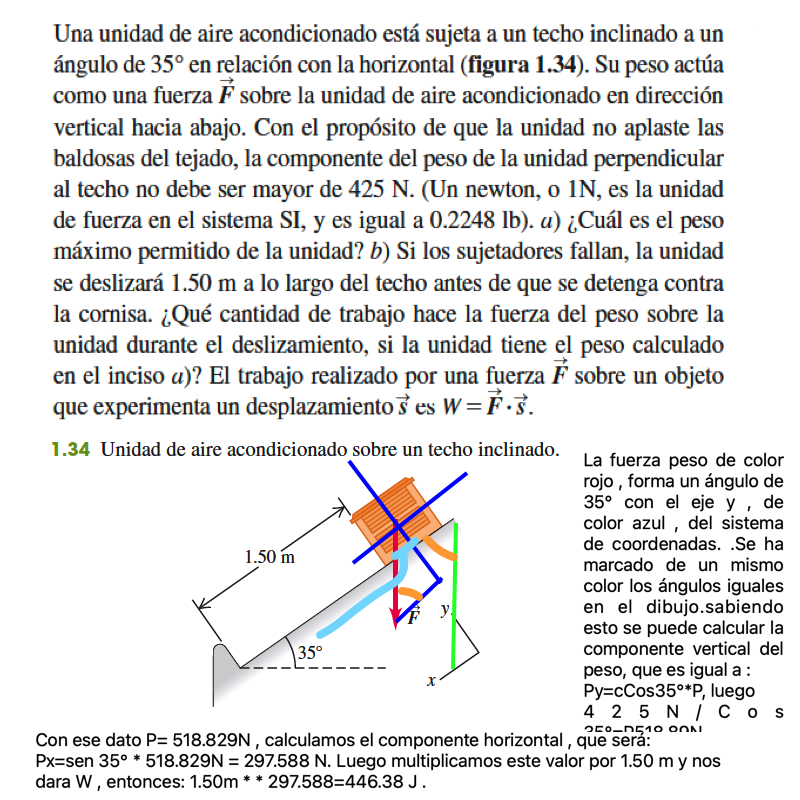 Una unidad de aire acondicionado está sujeta a un techo inclinado a un
ángulo de 35° en relación con la horizontal (figura 1.34). Su peso actúa
como una fuerza F⃗ sobre la unidad de aire acondicionado en dirección
vertical hacia abajo. Con el propósito de que la unidad no aplaste las
baldosas del tejado, la componente del peso de la unidad perpendicular
al techo no debe ser mayor de 425 N. (Un newton, o 1N, es la unidad
de fuerza en el sistema SI, y es igual a 0.2248 lb). a) ¿Cuál es el peso
máximo permitido de la unidad? b) Si los sujetadores fallan, la unidad
se deslizará 1.50 m a lo largo del techo antes de que se detenga contra
la cornisa. ¿Qué cantidad de trabajo hace la fuerza del peso sobre la
unidad durante el deslizamiento, si la unidad tiene el peso calculado
en el inciso a)? El trabajo realizado por una fuerza F⃗ sobre un objeto
que experimenta un desplazamiento s⃗ es W = F⃗ · s⃗.
1.34 Unidad de aire acondicionado sobre un techo inclinado.
1.50 m
35°
F⃗
y
x
La fuerza peso de color
rojo , forma un ángulo de
35° con el eje y , de
color azul , del sistema
de coordenadas. .Se ha
marcado de un mismo
color los ángulos iguales
en el dibujo.sabiendo
esto se puede calcular la
componente vertical del
peso, que es igual a :
Py=cCos35°*P, luego
4 2 5 N / C o s
Con ese dato P= 518.829N , calculamos el componente horizontal , que será:
Px=sen 35° * 518.829N = 297.588 N. Luego multiplicamos este valor por 1.50 m y nos
dara W , entonces: 1.50m * * 297.588=446.38 J .